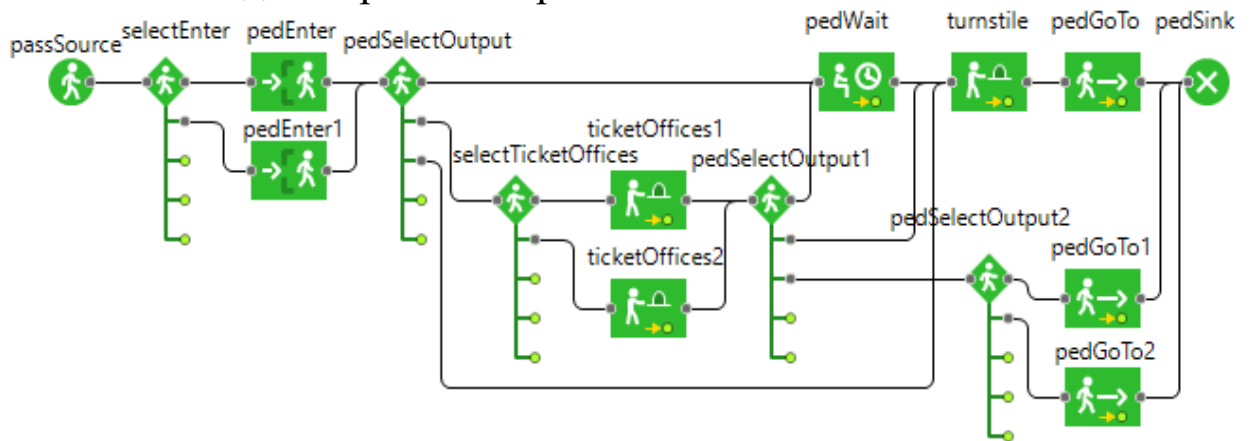 passSource
selectEnter
pedEnter
pedSelectOutput
pedWait
turnstile
pedGoTo
pedSink
pedEnter1
ticketOffices1
selectTicketOffices
pedSelectOutput1
pedSelectOutput2
ticketOffices2
pedGoTo1
pedGoTo2